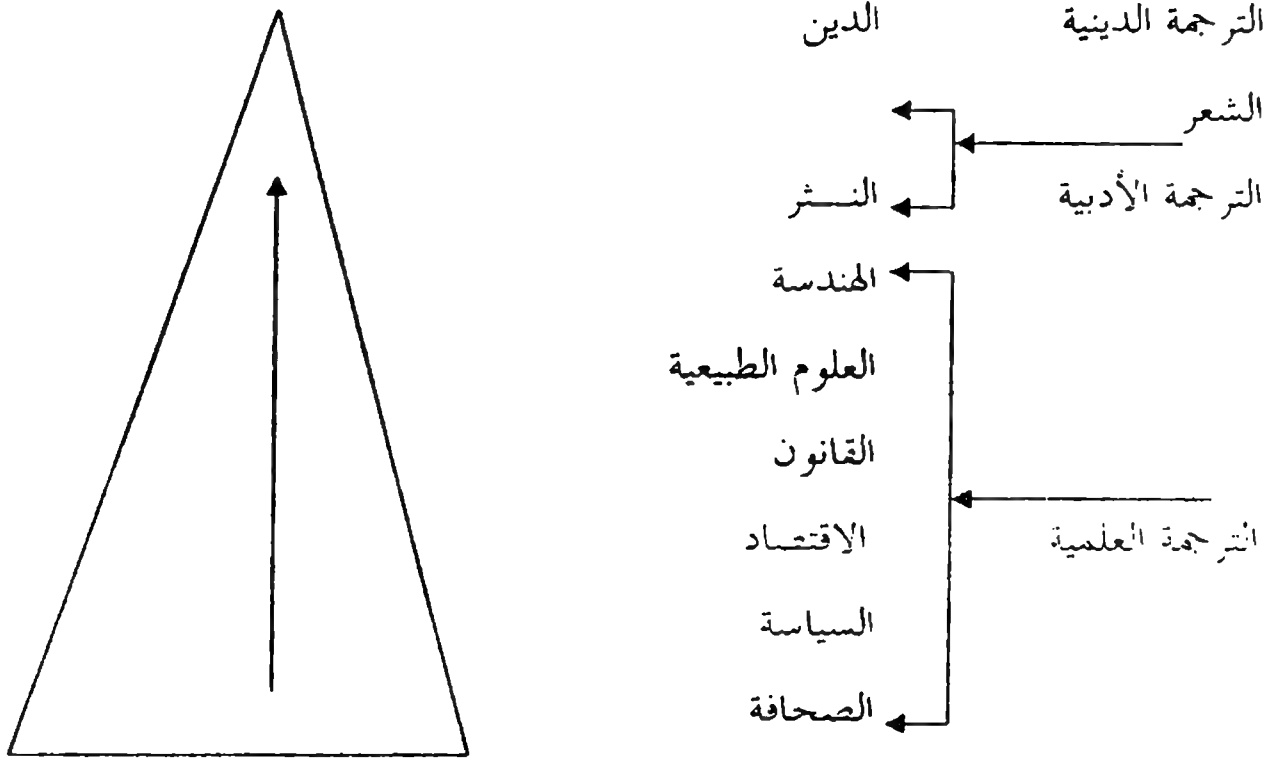 الترجمة الدينية الدين
الشعر
الترجمة الأدبية النـــثر
الهندسة
العلوم الطبيعية
القانون
الترجمة العلمية الاقتصاد
السياسة
الصحافة